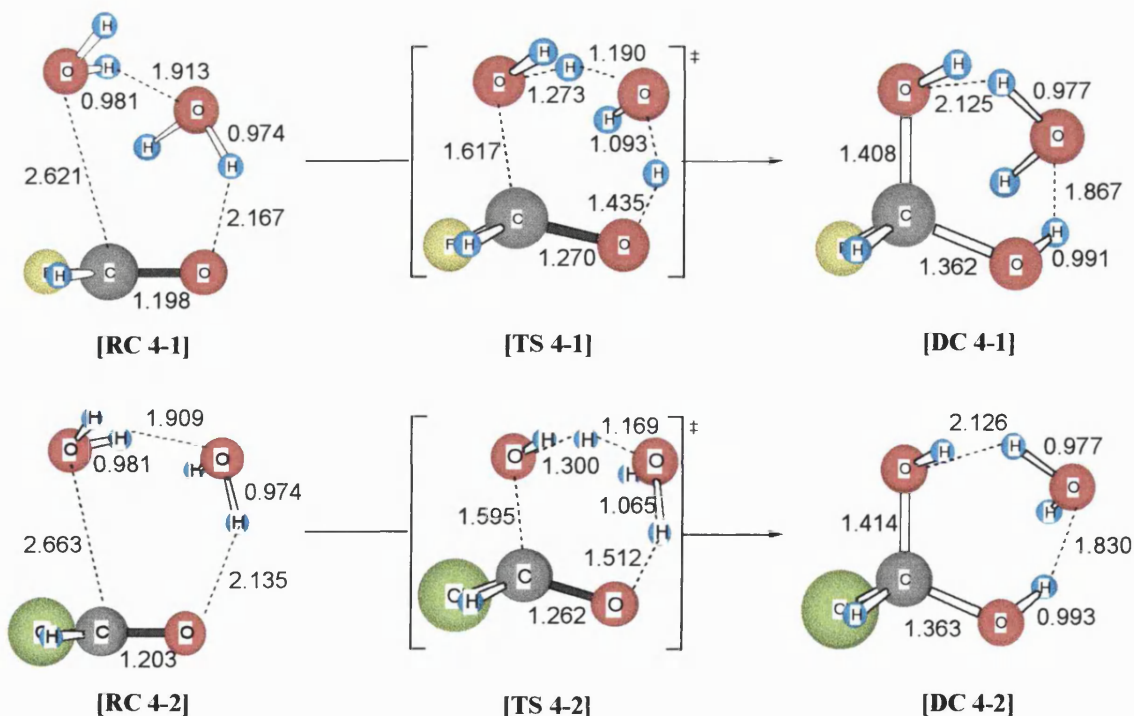 O H H 1.913 0.981 O H 0.974 H 2.621 2.167 F H C O 1.198
[RC 4-1]
O H H 1.190 1.273 O H 1.093 H 1.617 1.435 F H C O 1.270 ‡
[TS 4-1]
O H H 0.977 2.125 O H 1.408 1.867 F H C O H 0.991 1.362
[DC 4-1]
H O H 1.909 0.981 O H 0.974 H 2.663 2.135 H C O 1.203
[RC 4-2]
O H H 1.169 1.300 O H 1.065 H 1.595 1.512 H C O 1.262 ‡
[TS 4-2]
O H 2.126 H 0.977 O H 1.414 1.830 H C O H 0.993 1.363
[DC 4-2]